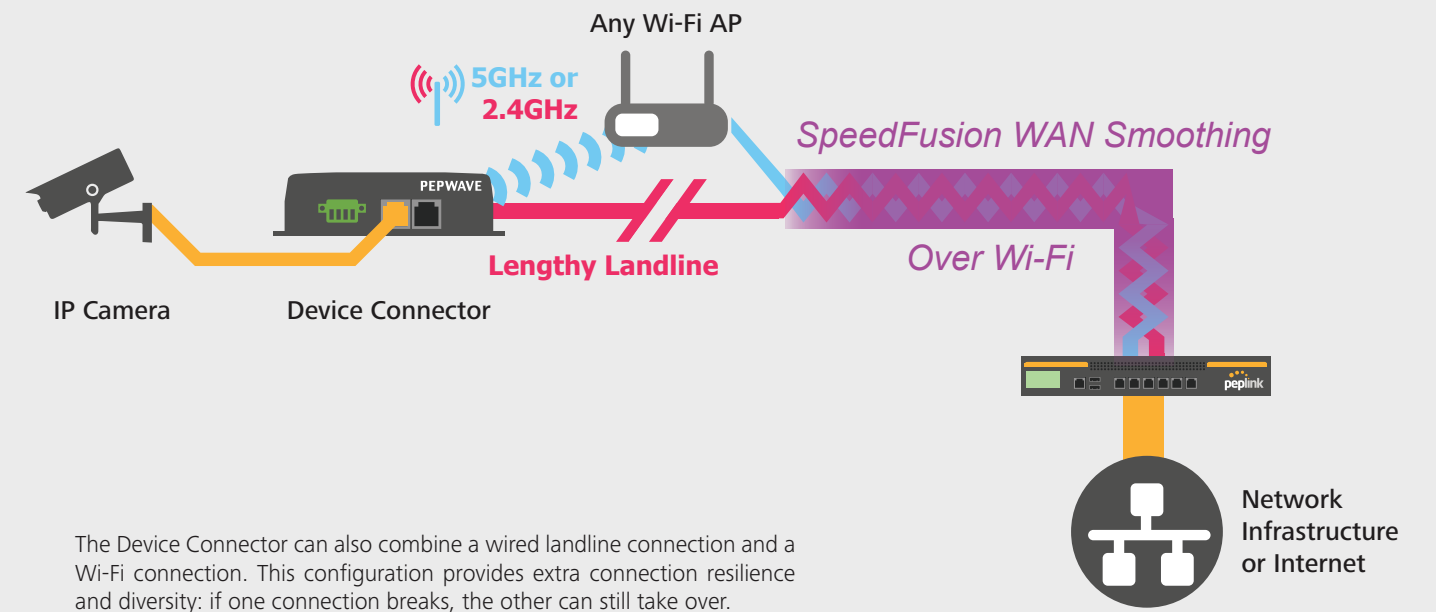 Any Wi-Fi AP
5GHz or
2.4GHz
SpeedFusion WAN Smoothing
PEPWAVE
Over Wi-Fi
Lengthy Landline
IP Camera
Device Connector
peplink
Network
Infrastructure
or Internet
The Device Connector can also combine a wired landline connection and a
Wi-Fi connection. This configuration provides extra connection resilience
and diversity: if one connection breaks, the other can still take over.